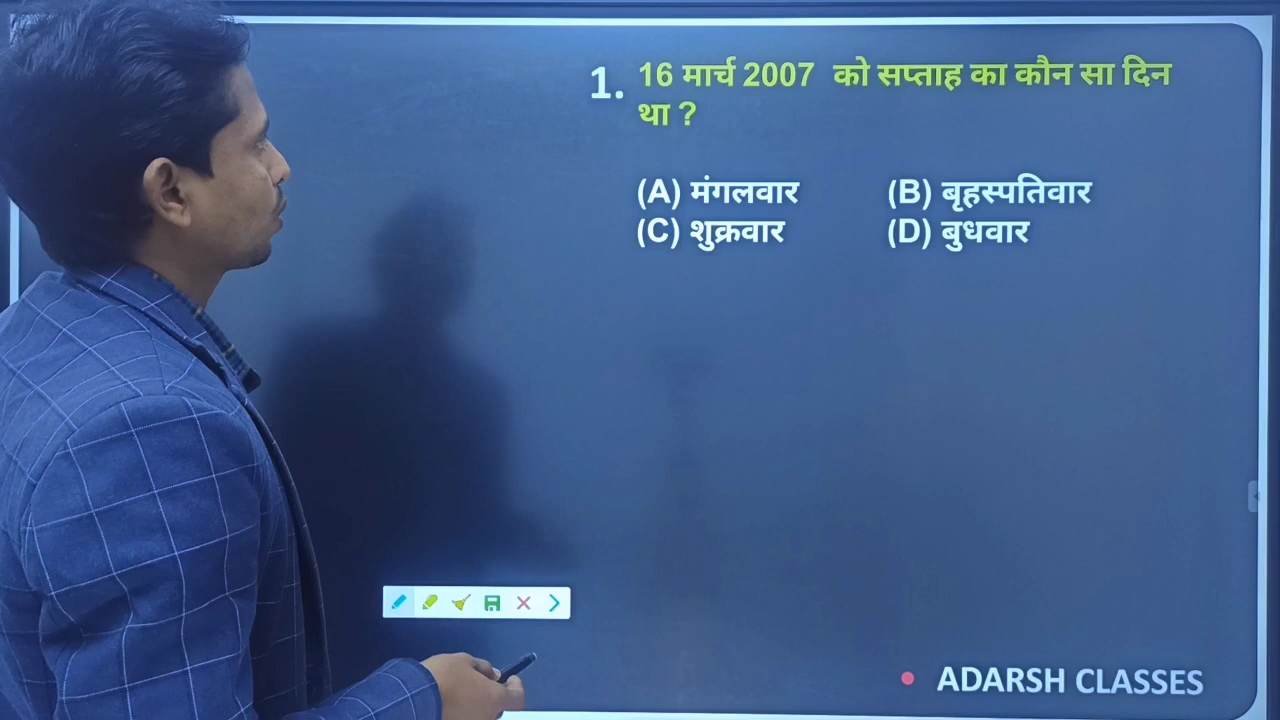 1. 16 मार्च 2007 को सप्ताह का कौन सा दिन
था ?
(A) मंगलवार (B) बृहस्पतिवार
(C) शुक्रवार (D) बुधवार
ADARSH CLASSES